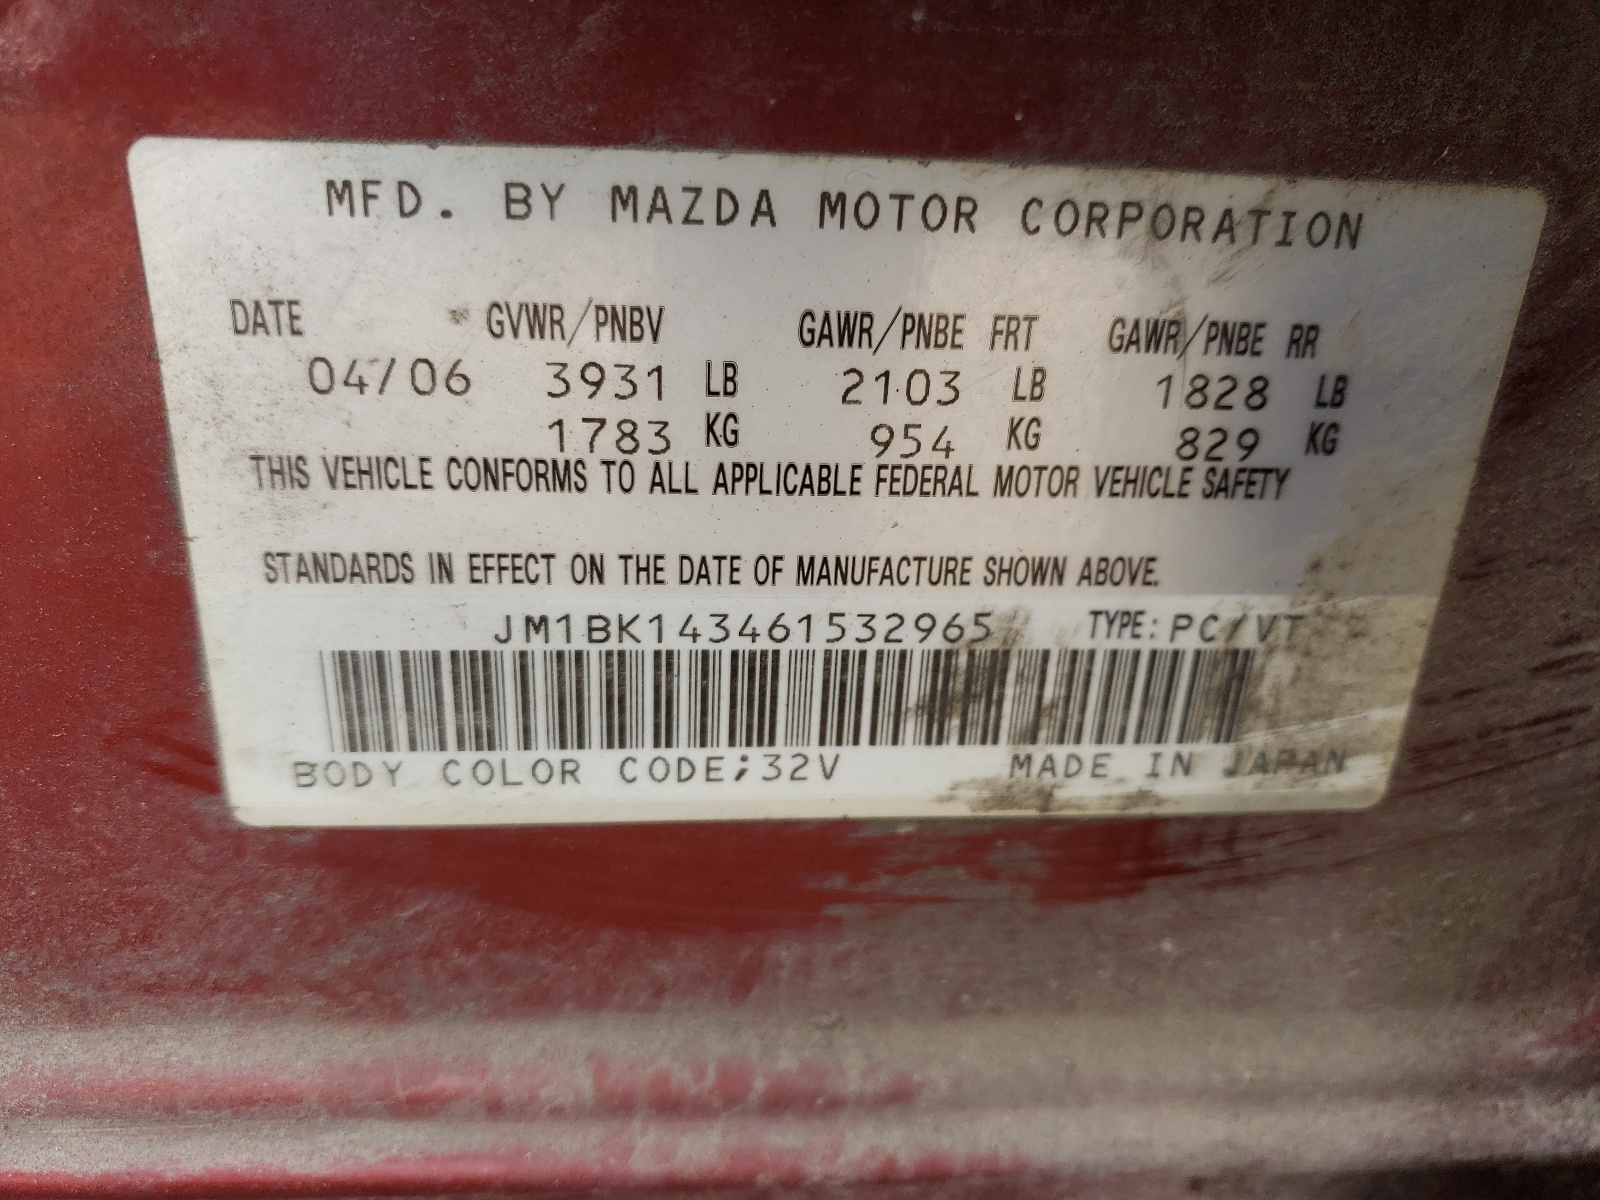 MFD. BY MAZDA MOTOR CORPORATION
DATE GVWR/PNBV GAWR/PNBE FRT GAWR/PNBE RR
04/06 3931 LB 2103 LB 1828 LB
1783 KG 954 KG 829 KG
THIS VEHICLE CONFORMS TO ALL APPLICABLE FEDERAL MOTOR VEHICLE SAFETY
STANDARDS IN EFFECT ON THE DATE OF MANUFACTURE SHOWN ABOVE.
JM1BK143461532965 TYPE: PC/VT
BODY COLOR CODE;32V MADE IN JAPAN